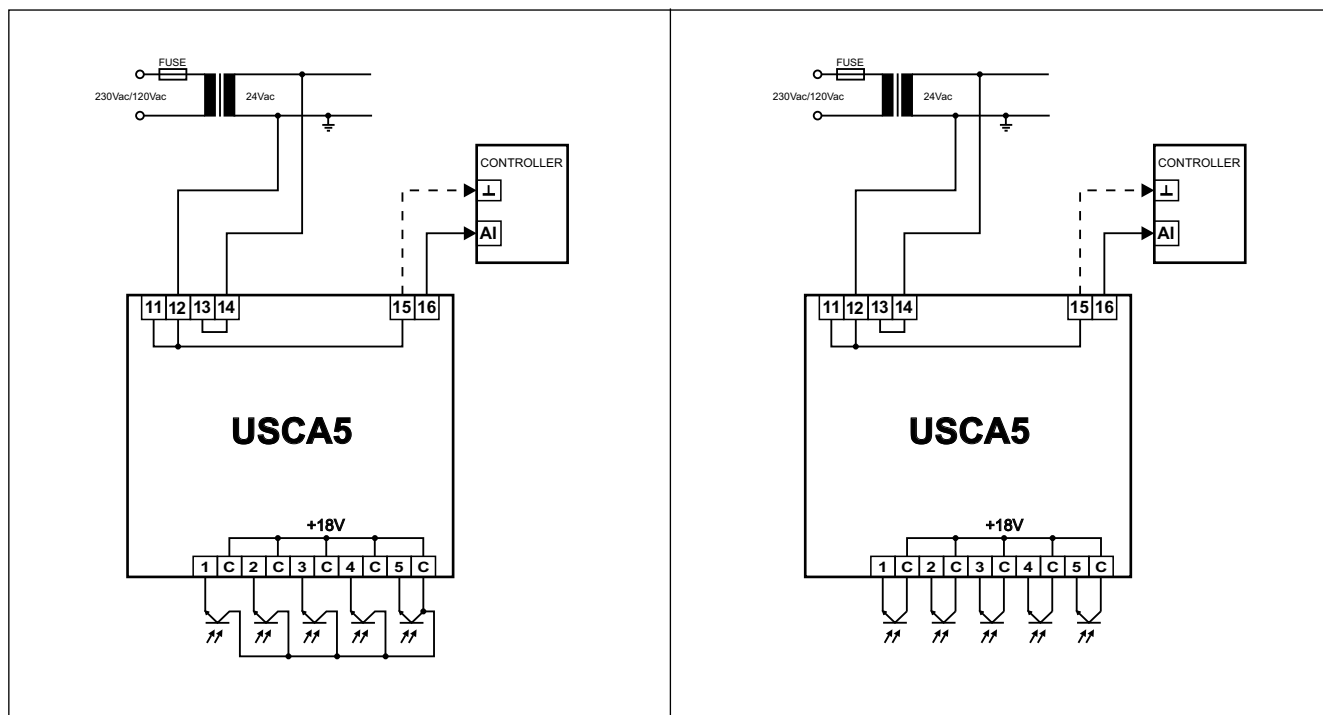 FUSE
230Vac/120Vac 24Vac
CONTROLLER
⊥
AI
11 12 13 14 15 16
USCA5
+18V
1 C 2 C 3 C 4 C 5 C
FUSE
230Vac/120Vac 24Vac
CONTROLLER
⊥
AI
11 12 13 14 15 16
USCA5
+18V
1 C 2 C 3 C 4 C 5 C